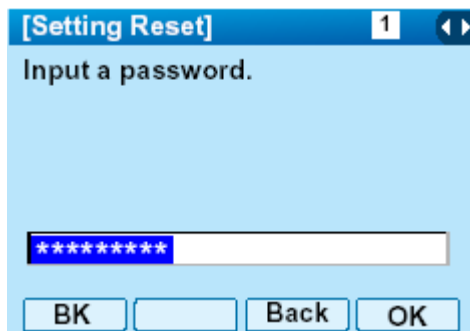 [Setting Reset] 1
Input a password.
*********
BK Back OK